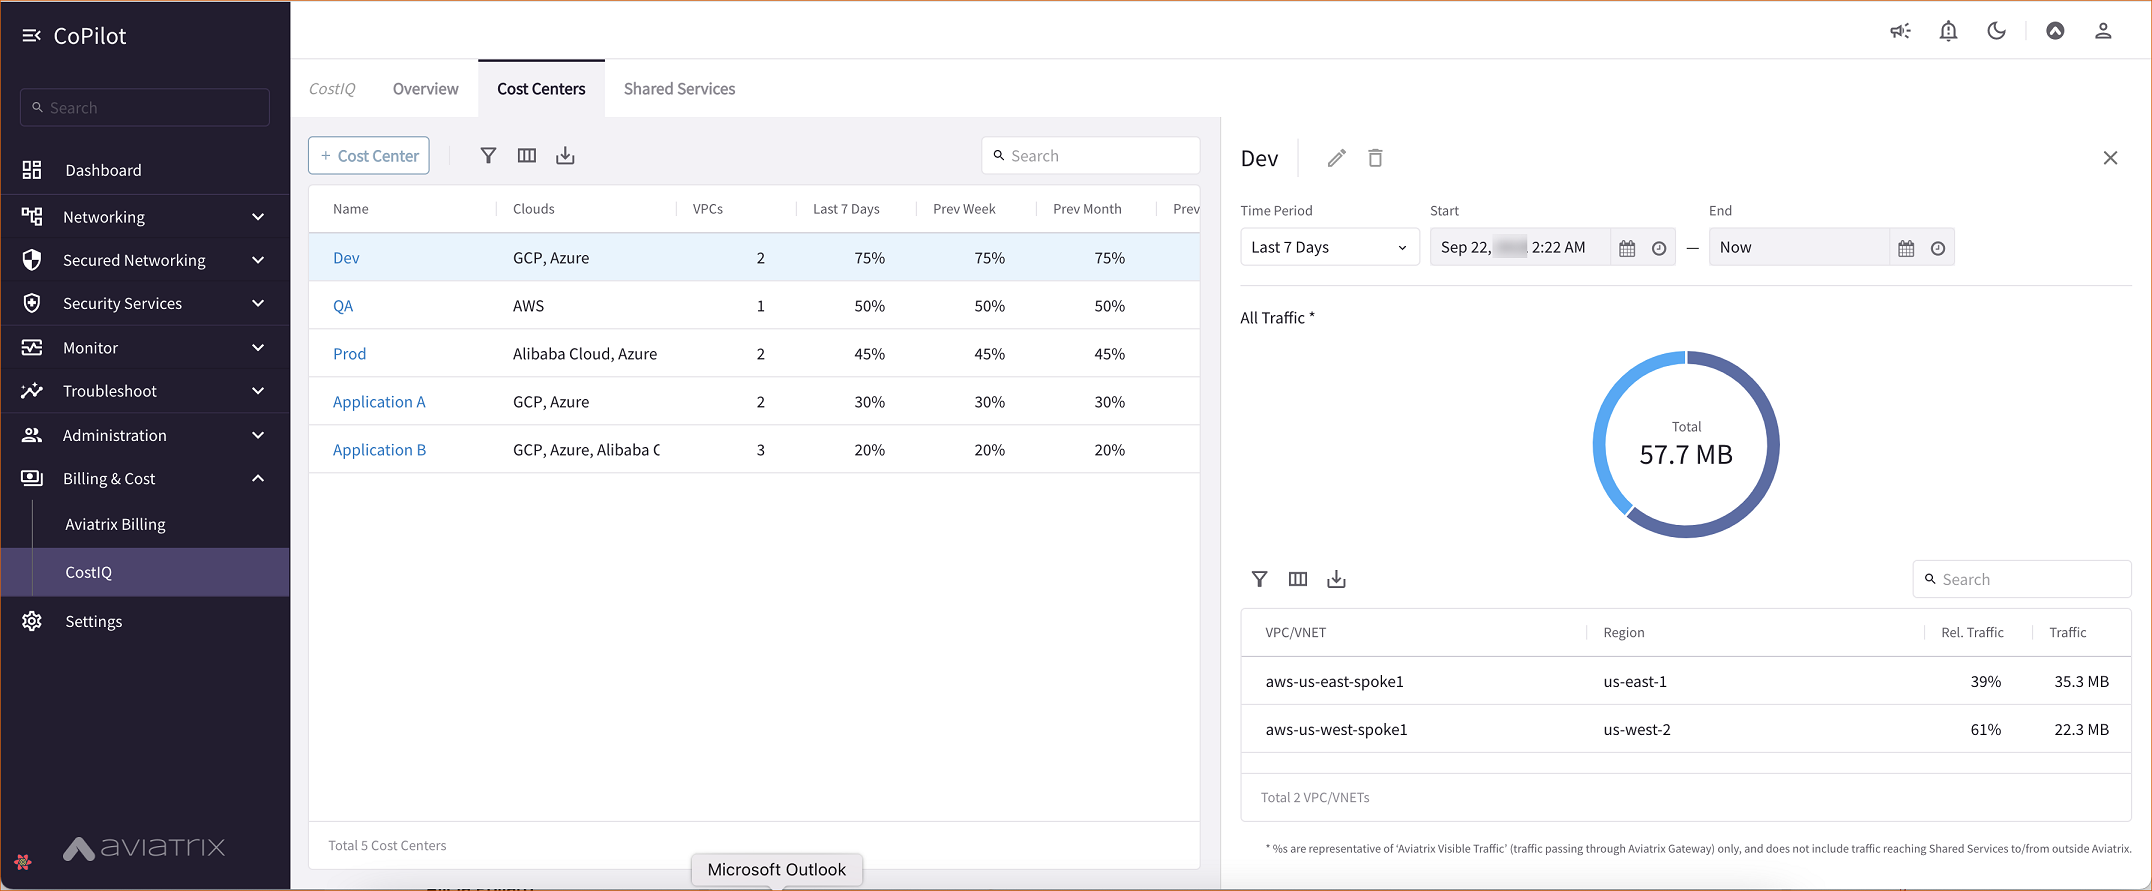 CoPilot
Search
Dashboard
Networking
Secured Networking
Security Services
Monitor
Troubleshoot
Administration
Billing & Cost
Aviatrix Billing
CostIQ
Settings
aviatrix
CostIQ Overview Cost Centers Shared Services
+ Cost Center
Search
Name Clouds VPCs Last 7 Days Prev Week Prev Month Prev
Dev GCP, Azure 2 75% 75% 75%
QA AWS 1 50% 50% 50%
Prod Alibaba Cloud, Azure 2 45% 45% 45%
Application A GCP, Azure 2 30% 30% 30%
Application B GCP, Azure, Alibaba C 3 20% 20% 20%
Total 5 Cost Centers
Microsoft Outlook
Dev
Time Period Start End
Last 7 Days Sep 22, 2:22 AM — Now
All Traffic *
Total
57.7 MB
Search
VPC/VNET Region Rel. Traffic Traffic
aws-us-east-spoke1 us-east-1 39% 35.3 MB
aws-us-west-spoke1 us-west-2 61% 22.3 MB
Total 2 VPC/VNETs
* %s are representative of 'Aviatrix Visible Traffic' (traffic passing through Aviatrix Gateway) only, and does not include traffic reaching Shared Services to/from outside Aviatrix.